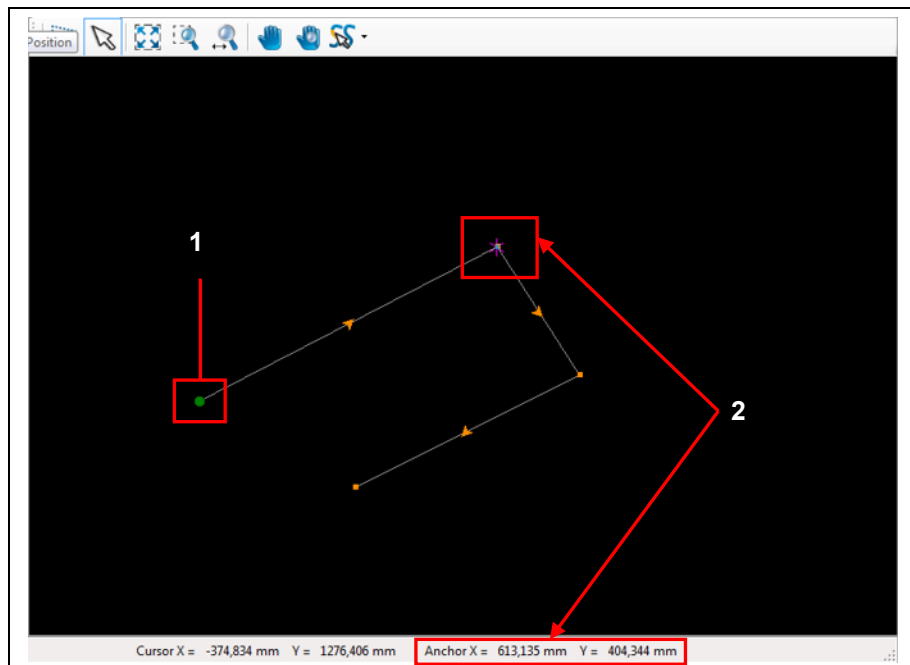 Position
1
2
Cursor X = -374,834 mm Y = 1276,406 mm Anchor X = 613,135 mm Y = 404,344 mm